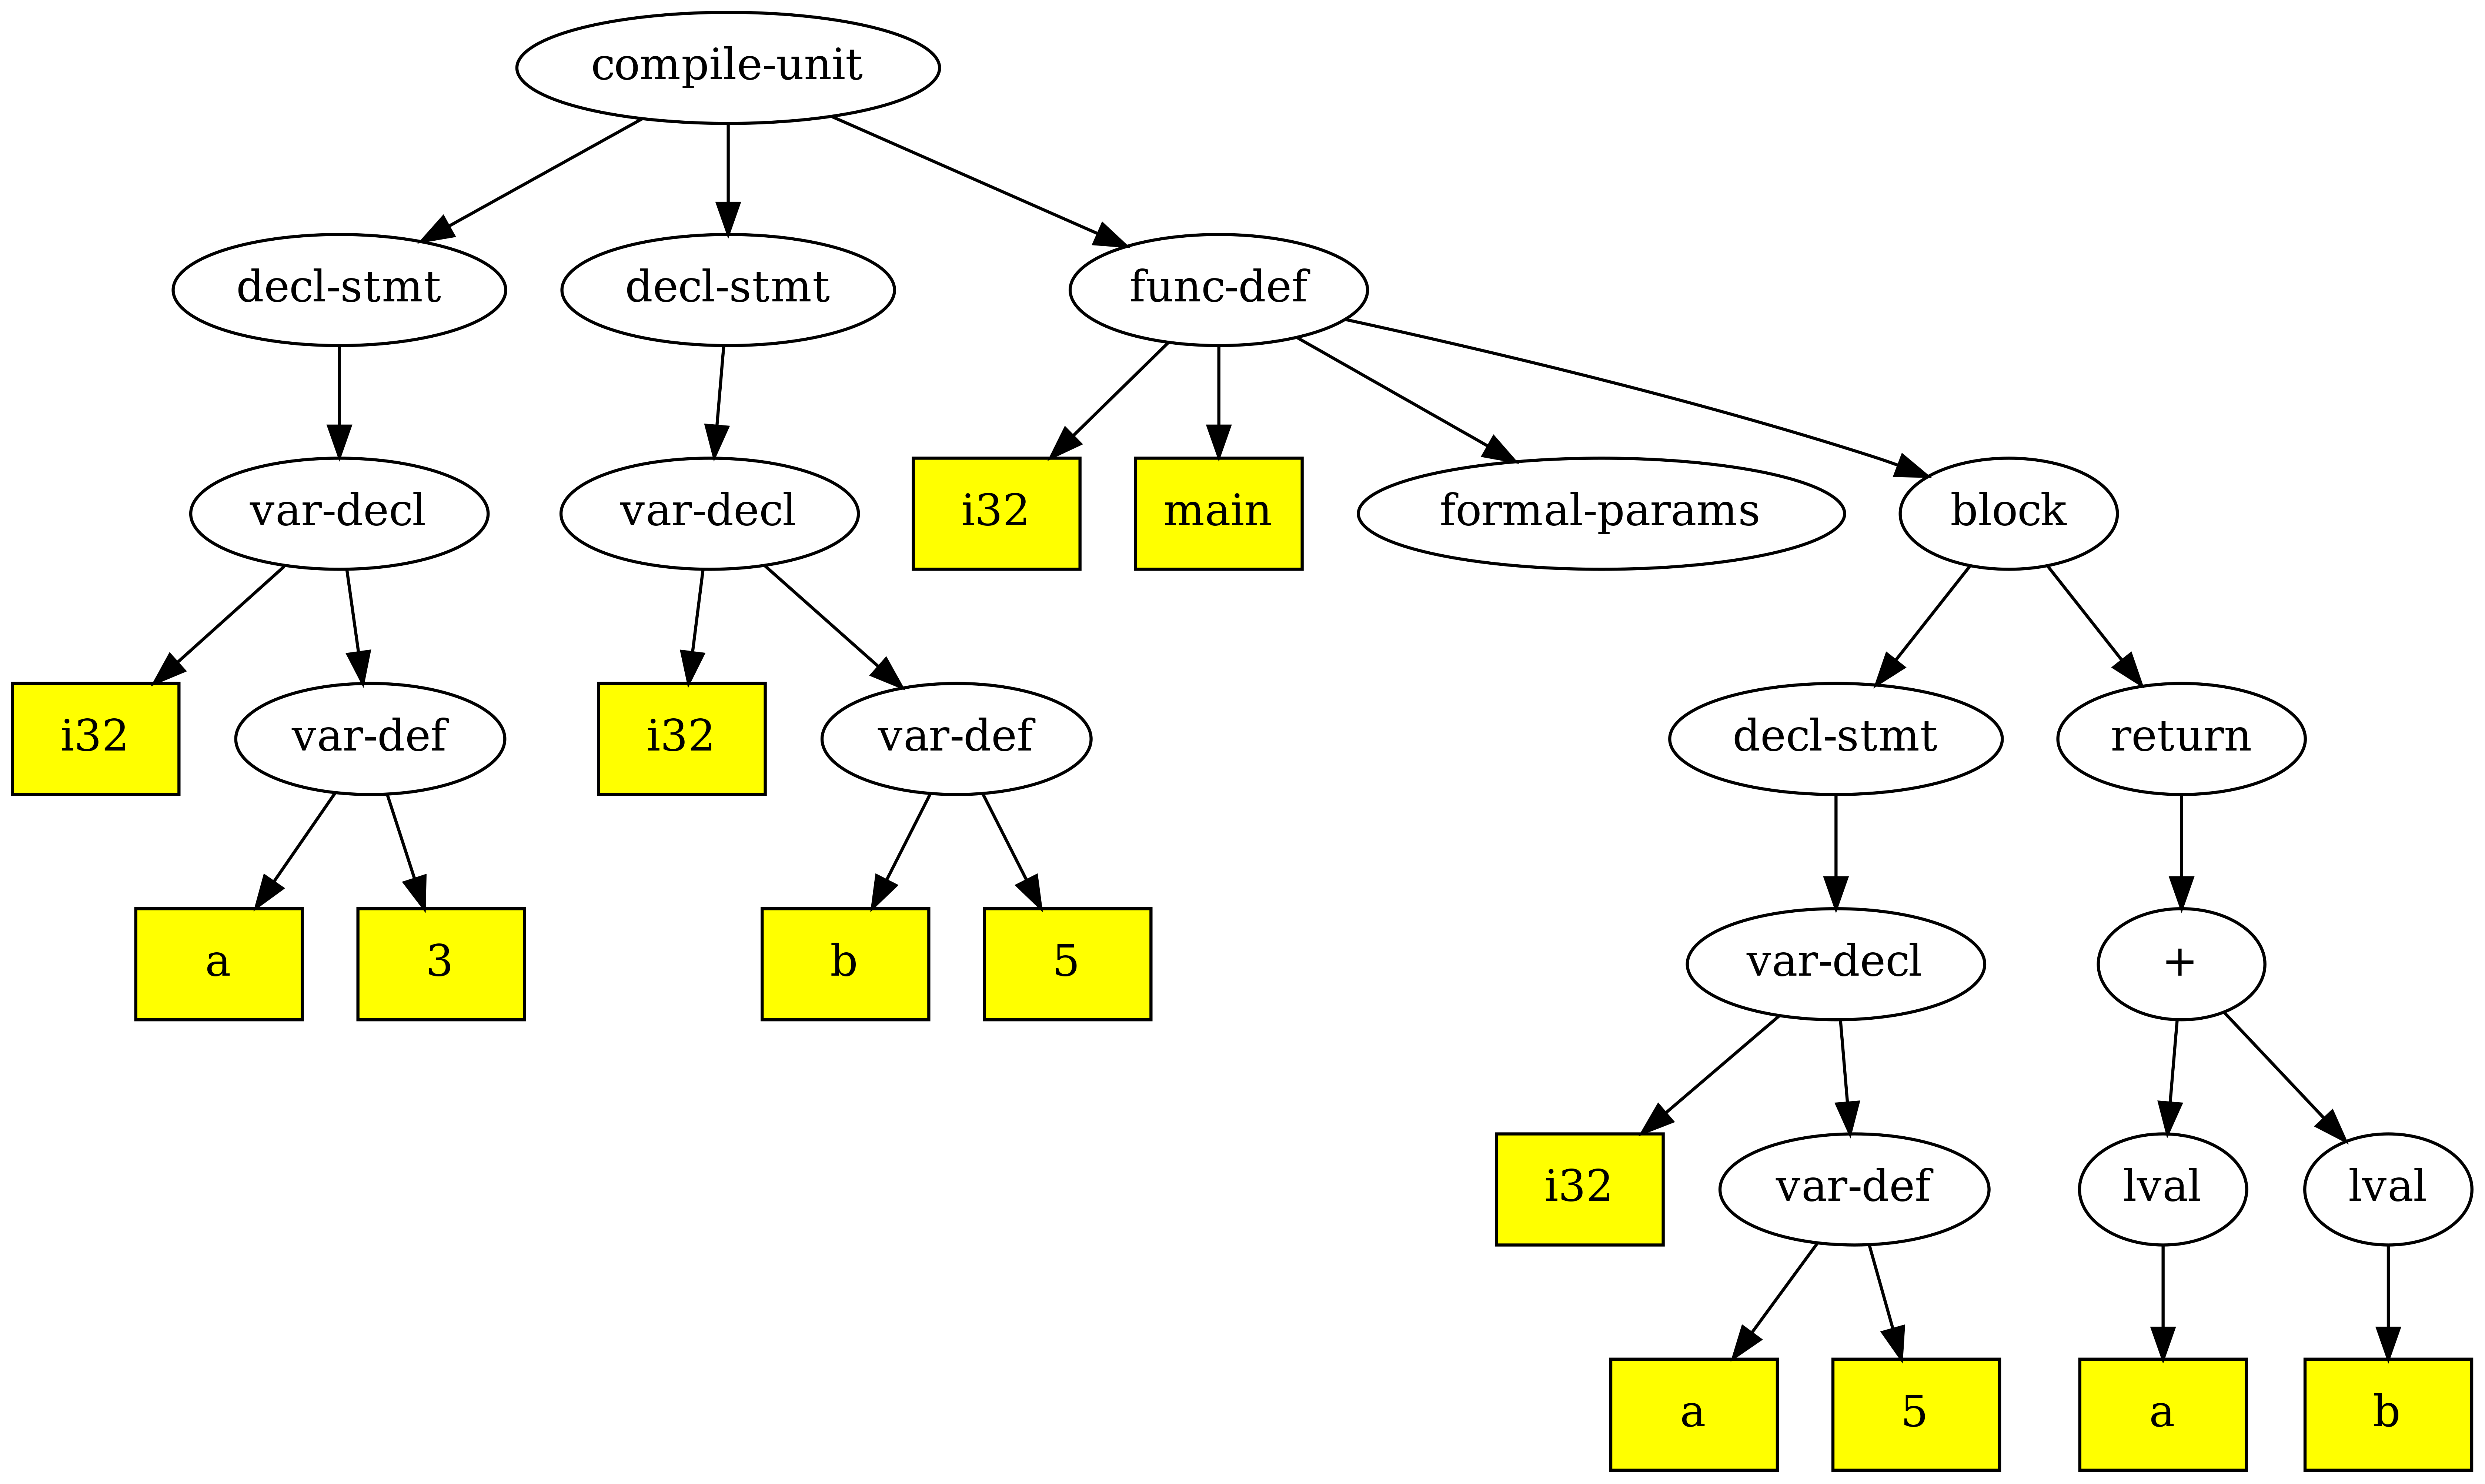 compile-unit
decl-stmt decl-stmt func-def
var-decl var-decl i32 main formal-params block
i32 var-def i32 var-def decl-stmt return
a 3 b 5 var-decl +
i32 var-def lval lval
a 5 a b